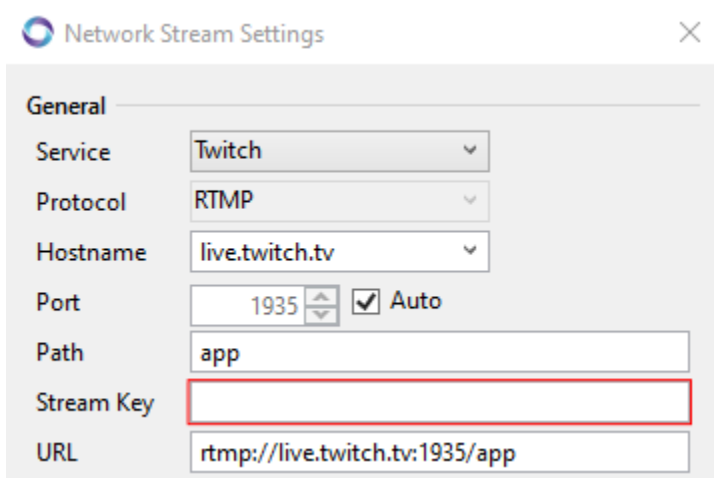 Network Stream Settings
General
Service Twitch
Protocol RTMP
Hostname live.twitch.tv
Port 1935 Auto
Path app
Stream Key
URL rtmp://live.twitch.tv:1935/app